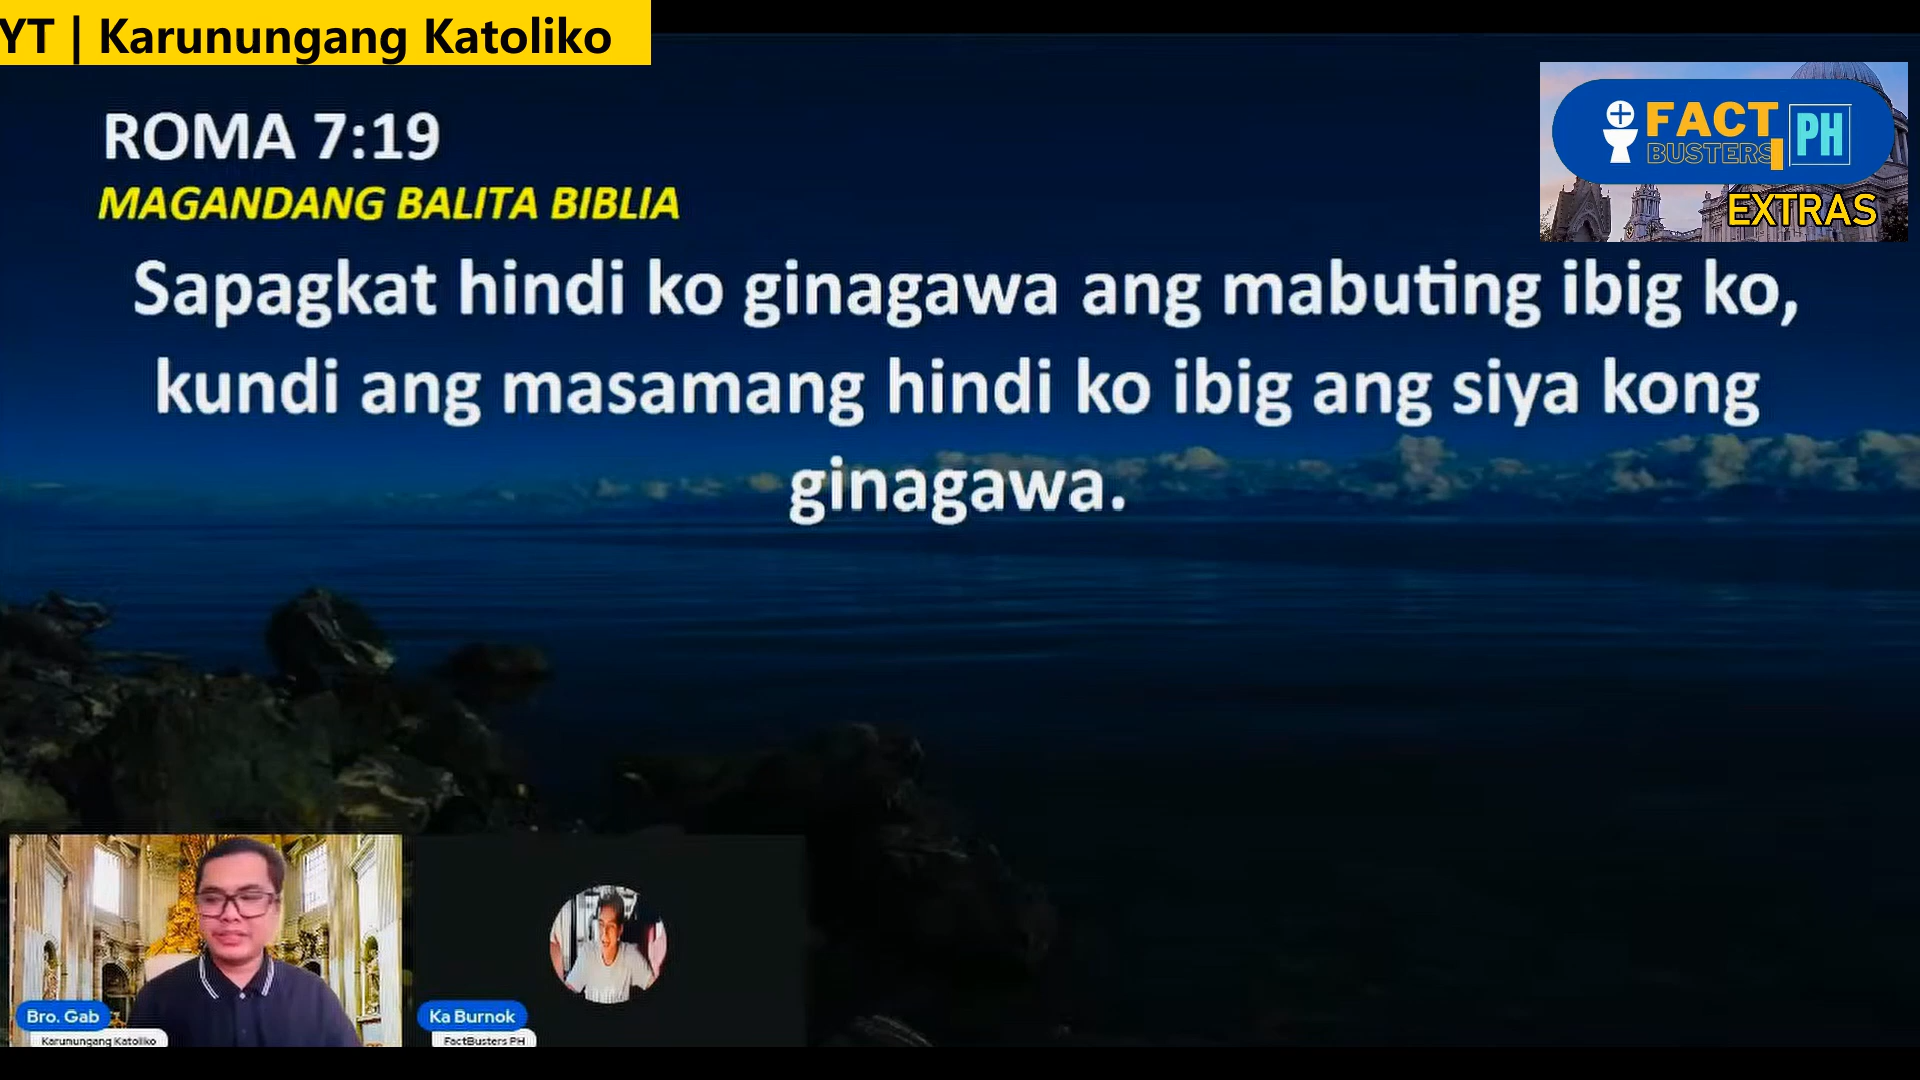 YT | Karunungang Katoliko
FACT
BUSTERS
PH
EXTRAS
ROMA 7:19
MAGANDANG BALITA BIBLIA
Sapagkat hindi ko ginagawa ang mabuting ibig ko,
kundi ang masamang hindi ko ibig ang siya kong
ginagawa.
Bro. Gab
Karunungang Katoliko
Ka Burnok
FactBusters PH